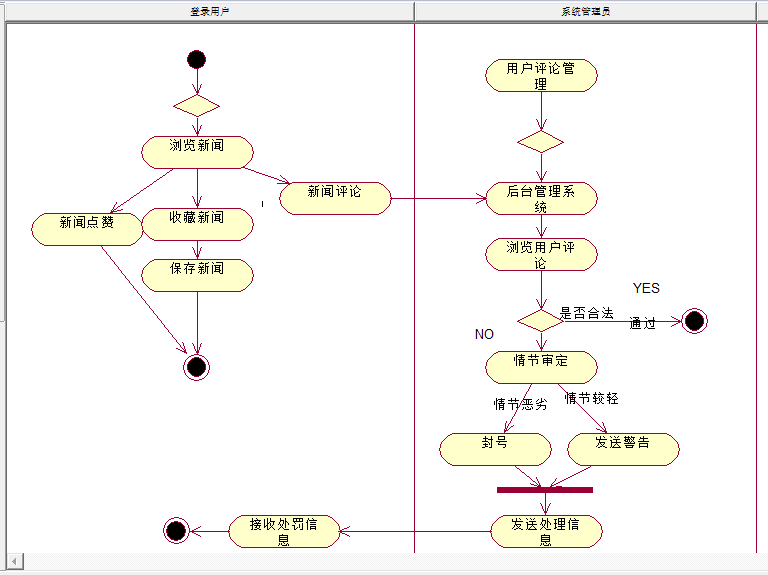 登录用户
系统管理员
用户评论管
理
浏览新闻
新闻评论
后台管理系
统
新闻点赞
收藏新闻
浏览用户评
论
保存新闻
YES
是否合法
通过
NO
情节审定
情节恶劣
情节较轻
封号
发送警告
接收处罚信
息
发送处理信
息